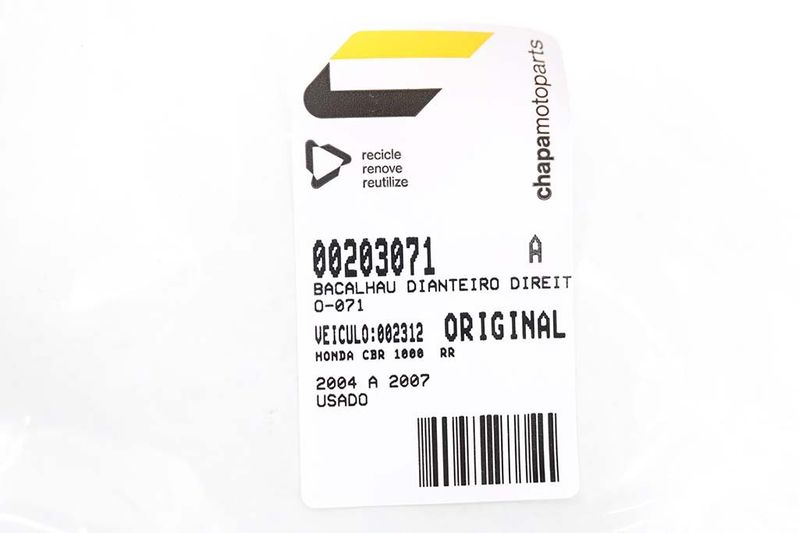 chapamotoparts
recicle
renove
reutilize
00203071 A
BACALHAU DIANTEIRO DIREIT
O-071
VEICULO:002312 ORIGINAL
HONDA CBR 1000 RR
2004 A 2007
USADO